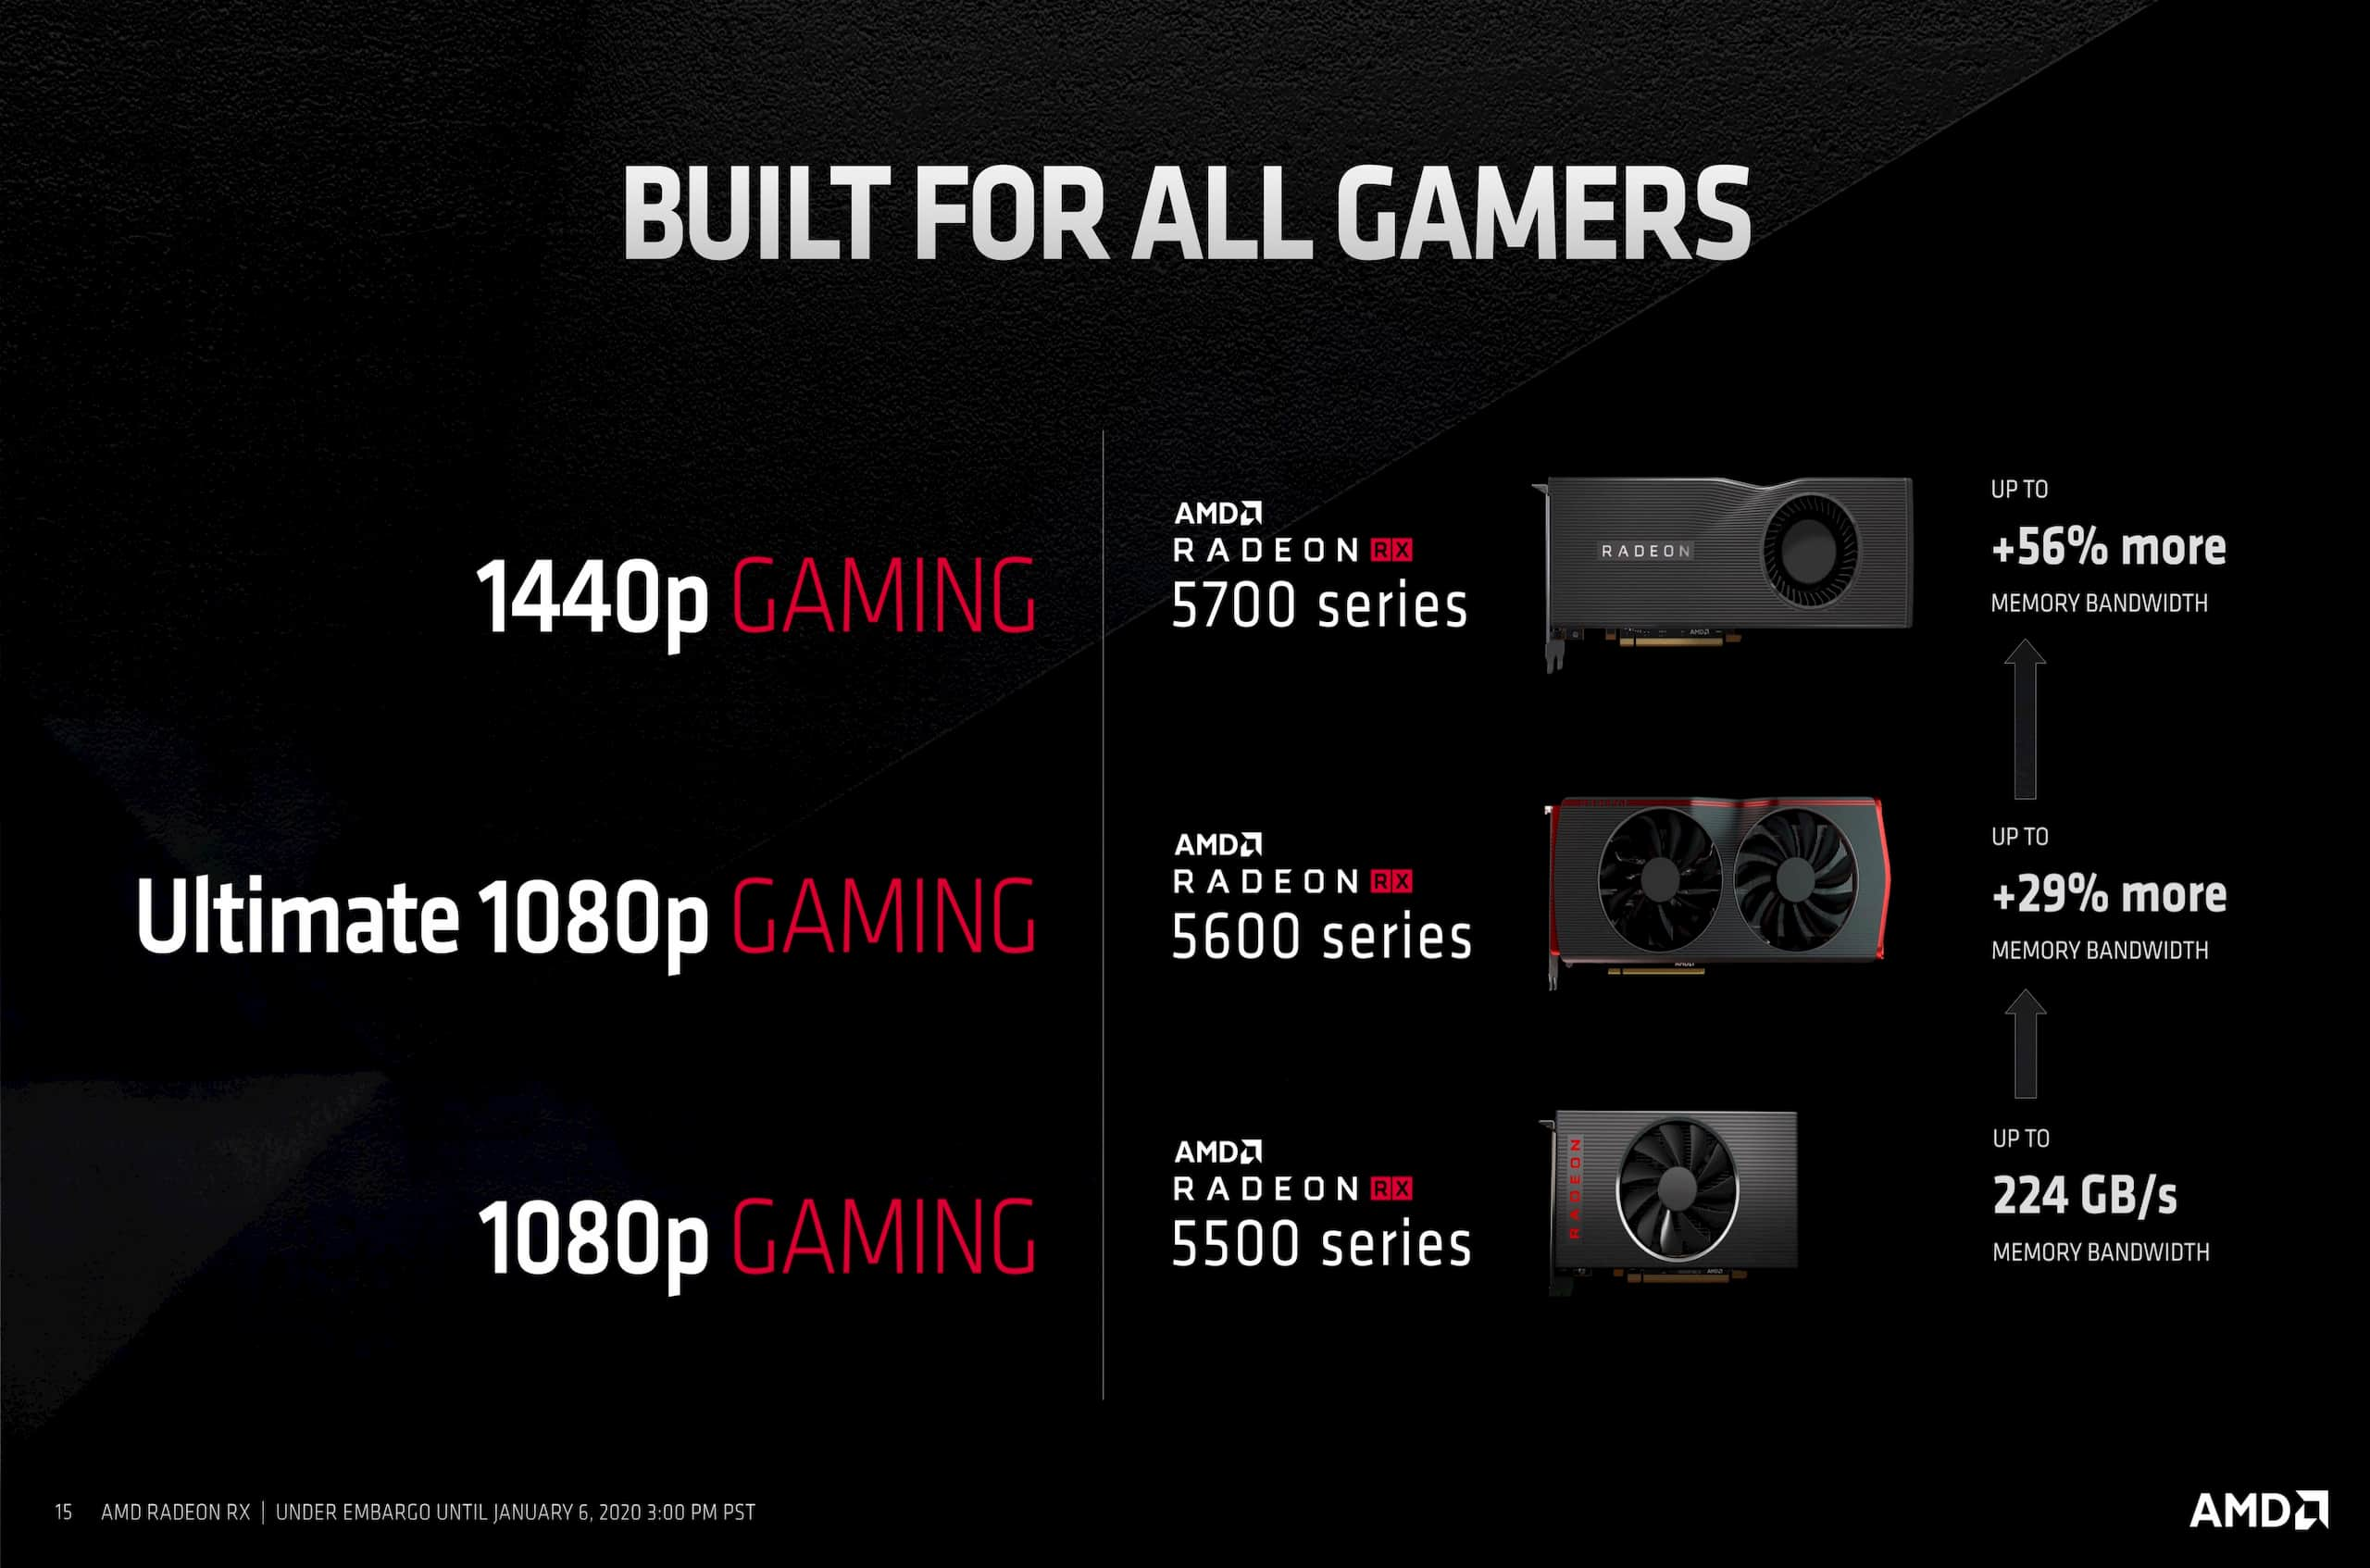 BUILT FOR ALL GAMERS
1440p GAMING
AMD
RADEON RX
5700 series
RADEON
AMD
UP TO
+56% more
MEMORY BANDWIDTH
Ultimate 1080p GAMING
AMD
RADEON RX
5600 series
AMD
UP TO
+29% more
MEMORY BANDWIDTH
1080p GAMING
AMD
RADEON RX
5500 series
RADEON
AMD
UP TO
224 GB/s
MEMORY BANDWIDTH
15 AMD RADEON RX | UNDER EMBARGO UNTIL JANUARY 6, 2020 3:00 PM PST
AMD